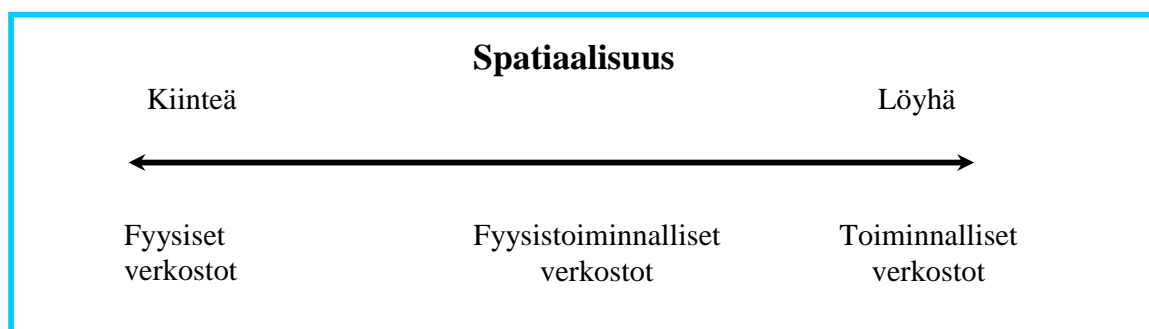 Spatiaalisuus
Kiinteä Löyhä
Fyysiset Fyysistoiminnalliset Toiminnalliset
verkostot verkostot verkostot